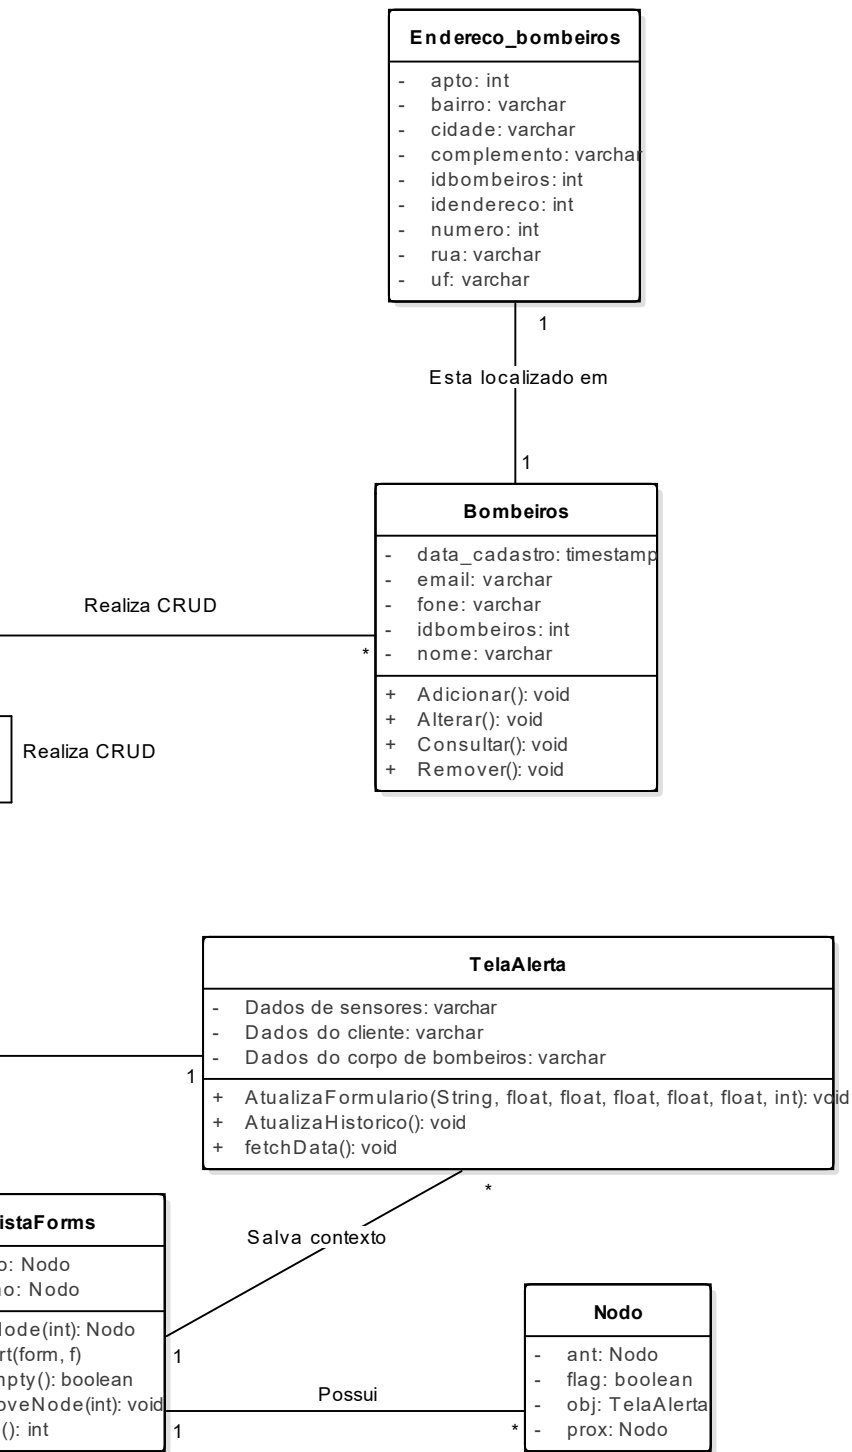 Endereco_bombeiros
- apto: int
- bairro: varchar
- cidade: varchar
- complemento: varchar
- idbombeiros: int
- idendereco: int
- numero: int
- rua: varchar
- uf: varchar
1
Esta localizado em
1
Bombeiros
- data_cadastro: timestamp
- email: varchar
- fone: varchar
- idbombeiros: int
- nome: varchar
+ Adicionar(): void
+ Alterar(): void
+ Consultar(): void
+ Remover(): void
Realiza CRUD
*
Realiza CRUD
TelaAlerta
- Dados de sensores: varchar
- Dados do cliente: varchar
- Dados do corpo de bombeiros: varchar
+ AtualizaFormulario(String, float, float, float, float, float, int): void
+ AtualizaHistorico(): void
+ fetchData(): void
1
*
Salva contexto
istaForms
o: Nodo
no: Nodo
Node(int): Nodo
rt(form, f)
mpty(): boolean
oveNode(int): void
(): int
1
Possui
1
*
Nodo
- ant: Nodo
- flag: boolean
- obj: TelaAlerta
- prox: Nodo